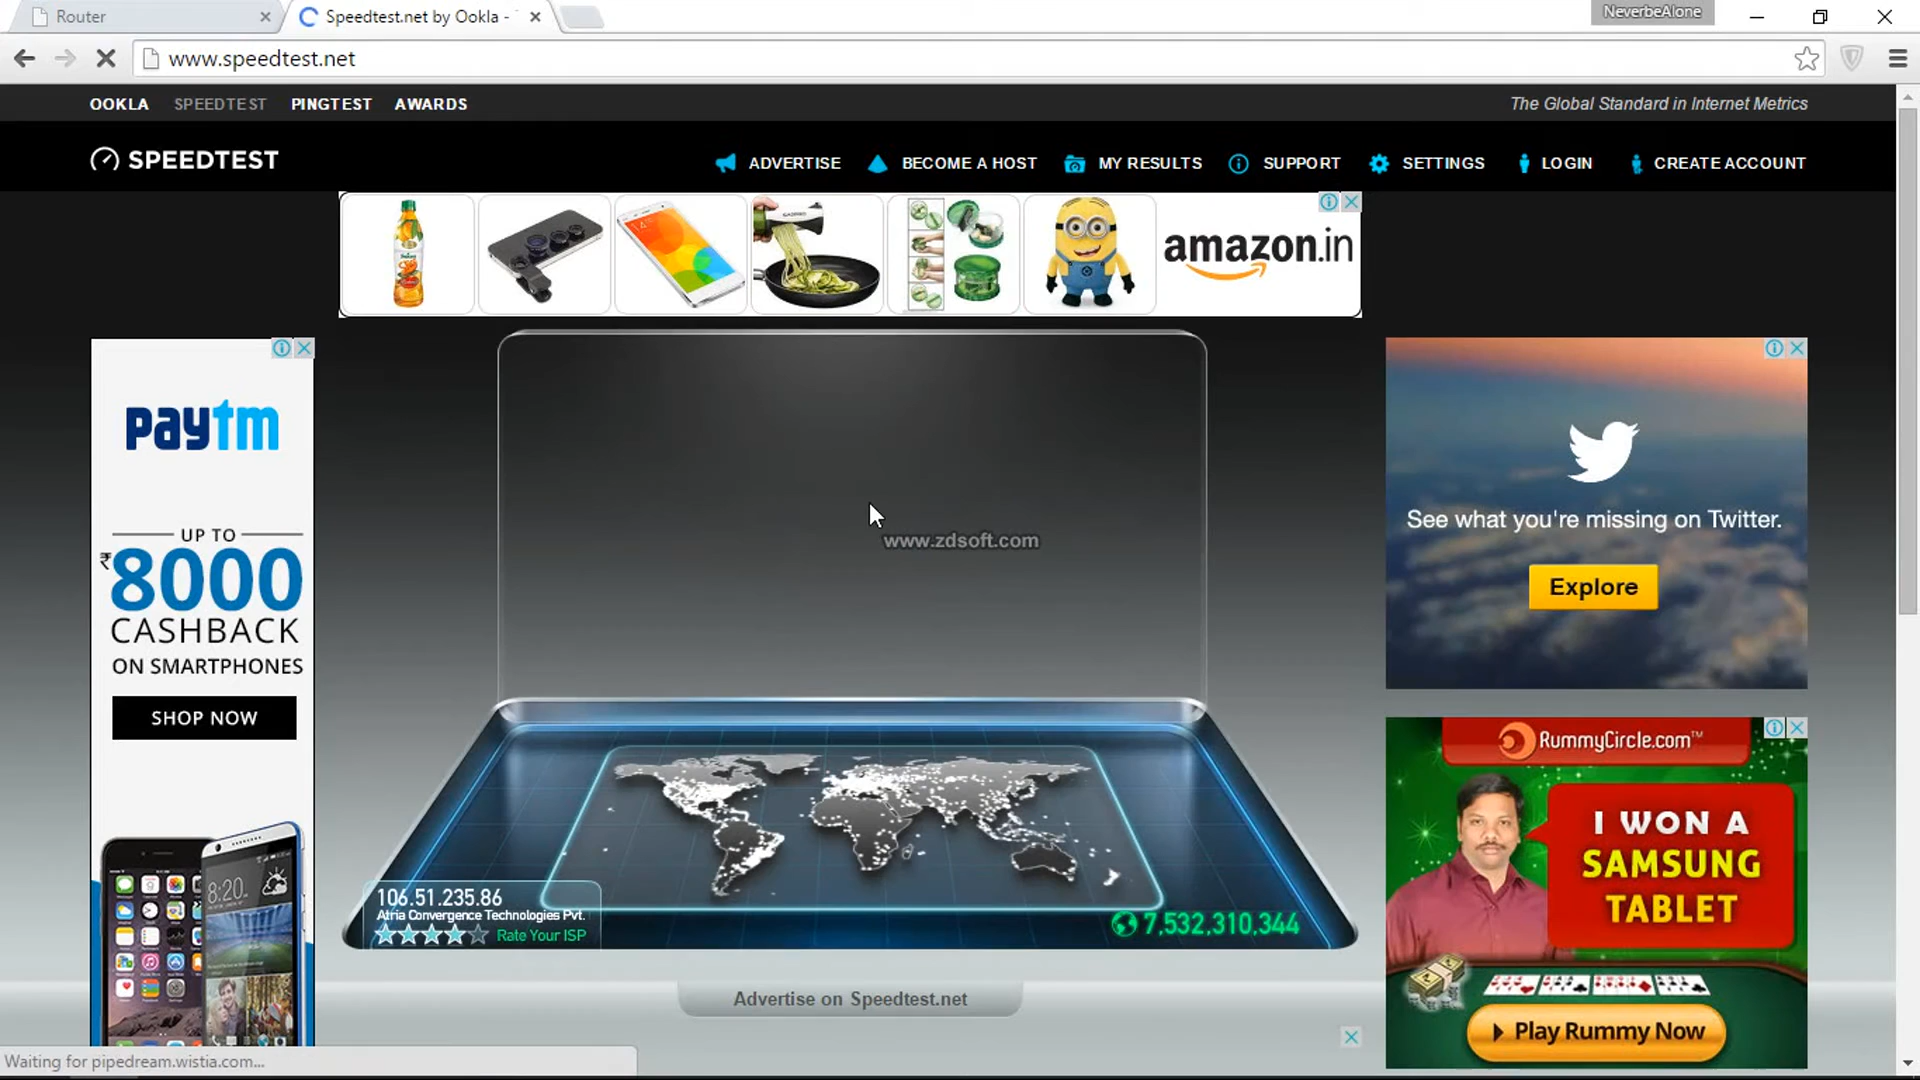 Router
Speedtest.net by Ookla -
NeverbeAlone
www.speedtest.net
OOKLA SPEEDTEST PINGTEST AWARDS
The Global Standard in Internet Metrics
SPEEDTEST
ADVERTISE BECOME A HOST MY RESULTS SUPPORT SETTINGS LOGIN CREATE ACCOUNT
amazon.in
paytm
UP TO
₹8000
CASHBACK
ON SMARTPHONES
SHOP NOW
8:20
www.zdsoft.com
106.51.235.86
Atria Convergence Technologies Pvt.
Rate Your ISP
7,532,310,344
Advertise on Speedtest.net
See what you're missing on Twitter.
Explore
RummyCircle.com™
I WON A
SAMSUNG
TABLET
Play Rummy Now
Waiting for pipedream.wistia.com...